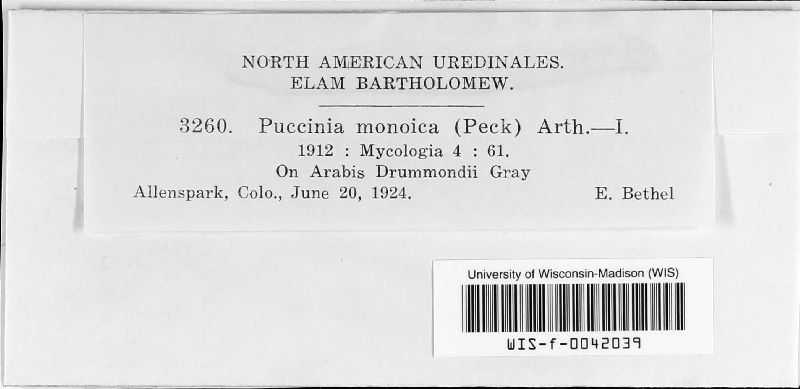 NORTH AMERICAN UREDINALES.
ELAM BARTHOLOMEW.
3260. Puccinia monoica (Peck) Arth.—I.
1912 : Mycologia 4 : 61.
On Arabis Drummondii Gray
Allenspark, Colo., June 20, 1924. E. Bethel
University of Wisconsin-Madison (WIS)
WIS-f-0042039